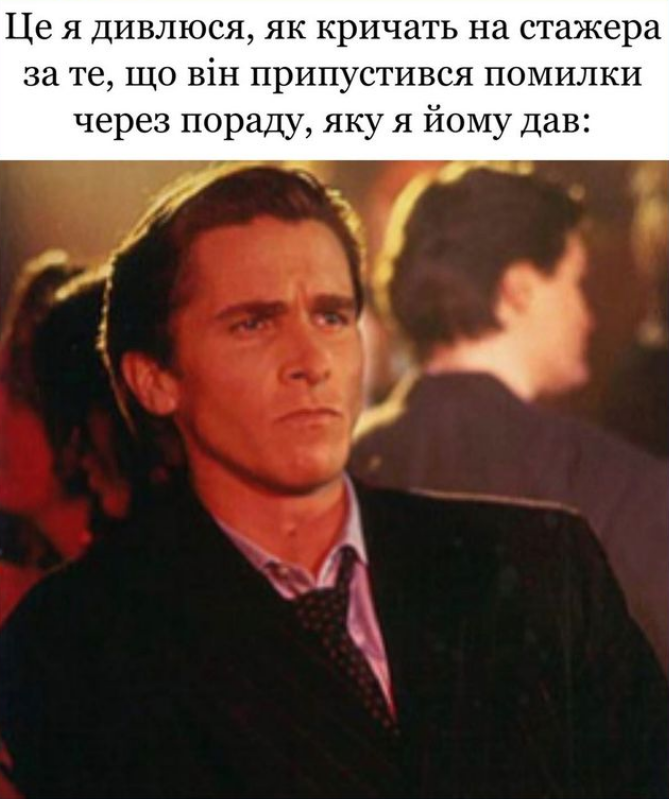 Це я дивлюся, як кричать на стажера
за те, що він припустився помилки
через пораду, яку я йому дав: